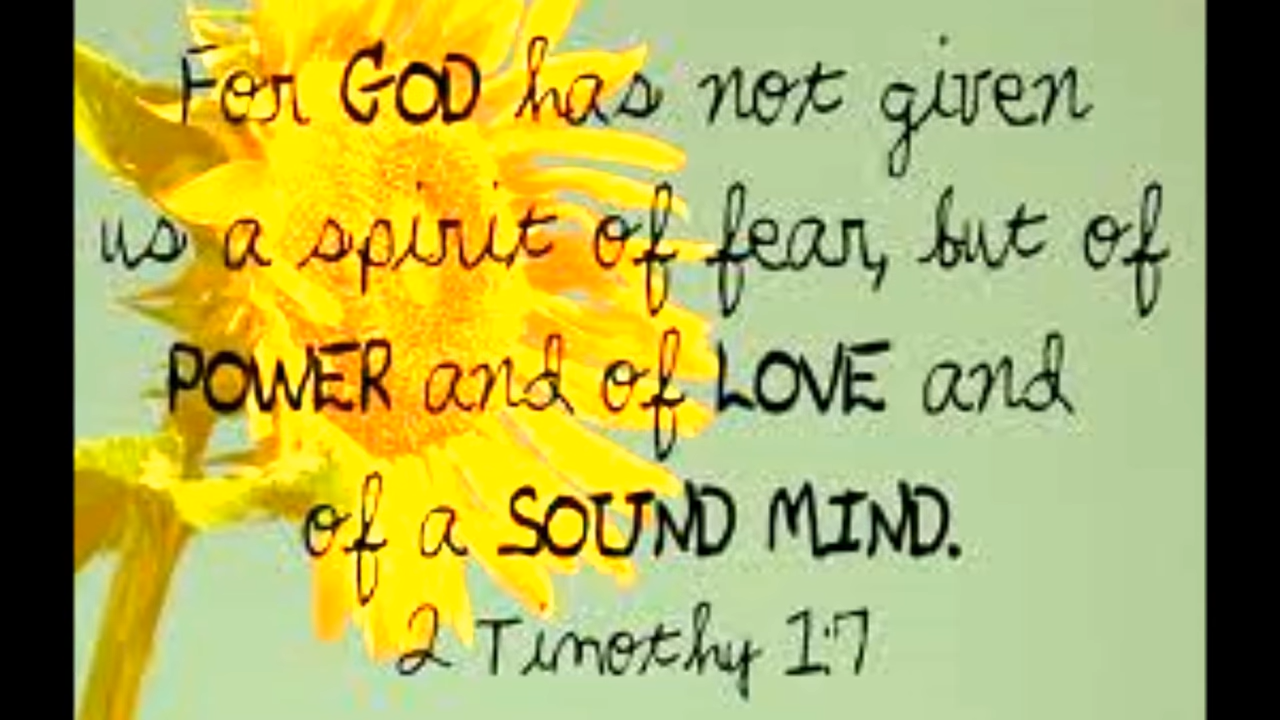 For GOD has not given
us a spirit of fear, but of
POWER and of LOVE and
of a SOUND MIND.
2 Timothy 1:7